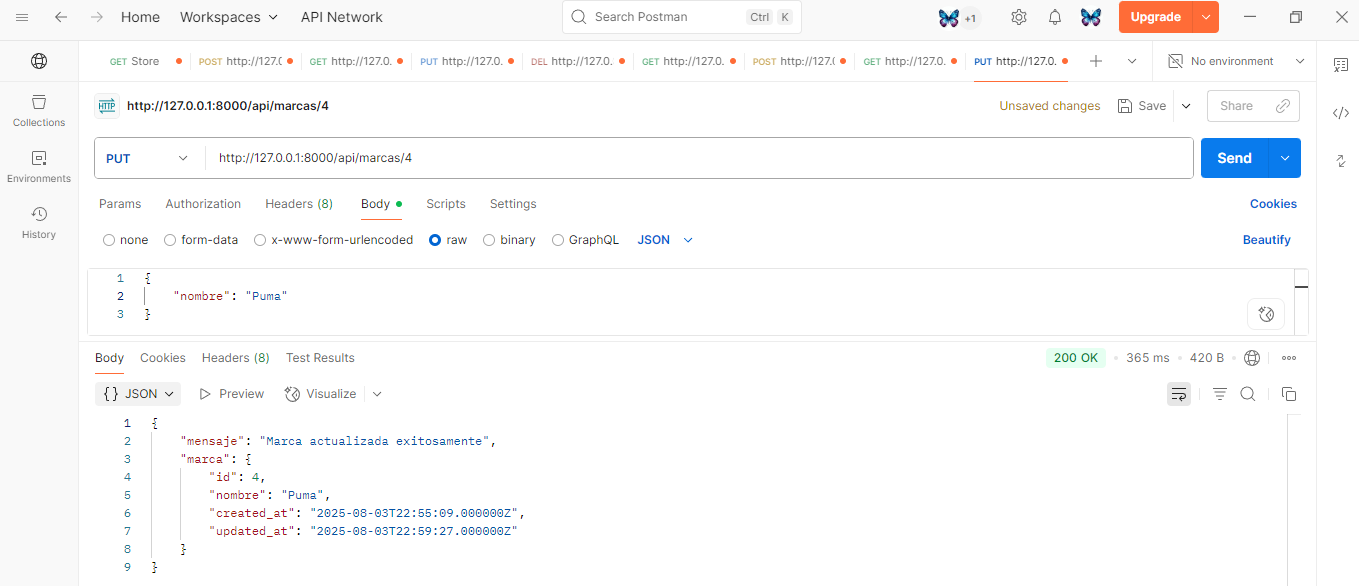 Home Workspaces API Network Search Postman Ctrl K +1 Upgrade
GET Store POST http://127.( GET http://127.0. PUT http://127.0. DEL http://127.0. GET http://127.0. POST http://127.( GET http://127.0. PUT http://127.0. No environment
Collections
Environments
History
HTTP http://127.0.0.1:8000/api/marcas/4 Unsaved changes Save Share
PUT http://127.0.0.1:8000/api/marcas/4 Send
Params Authorization Headers (8) Body Scripts Settings Cookies
none form-data x-www-form-urlencoded raw binary GraphQL JSON Beautify
1 {
2 "nombre": "Puma"
3 }
Body Cookies Headers (8) Test Results 200 OK • 365 ms • 420 B
{} JSON Preview Visualize
1 {
2 "mensaje": "Marca actualizada exitosamente",
3 "marca": {
4 "id": 4,
5 "nombre": "Puma",
6 "created_at": "2025-08-03T22:55:09.000000Z",
7 "updated_at": "2025-08-03T22:59:27.000000Z"
8 }
9 }